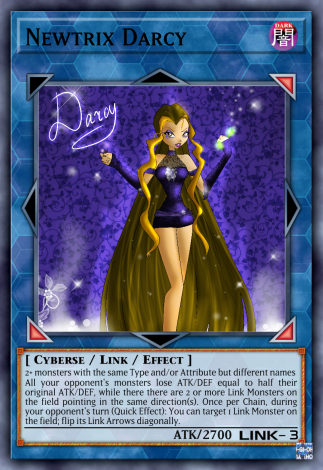 Newtrix Darcy
DARK
闇
Darcy
[ Cyberse / Link / Effect ]
2+ monsters with the same Type and/or Attribute but different names
All your opponent's monsters lose ATK/DEF equal to half their
original ATK/DEF, while there there are 2 or more Link Monsters on
the field pointing in the same direction(s). Once per Chain, during
your opponent's turn (Quick Effect): You can target 1 Link Monster on
the field; flip its Link Arrows diagonally.
ATK/2700 LINK-3